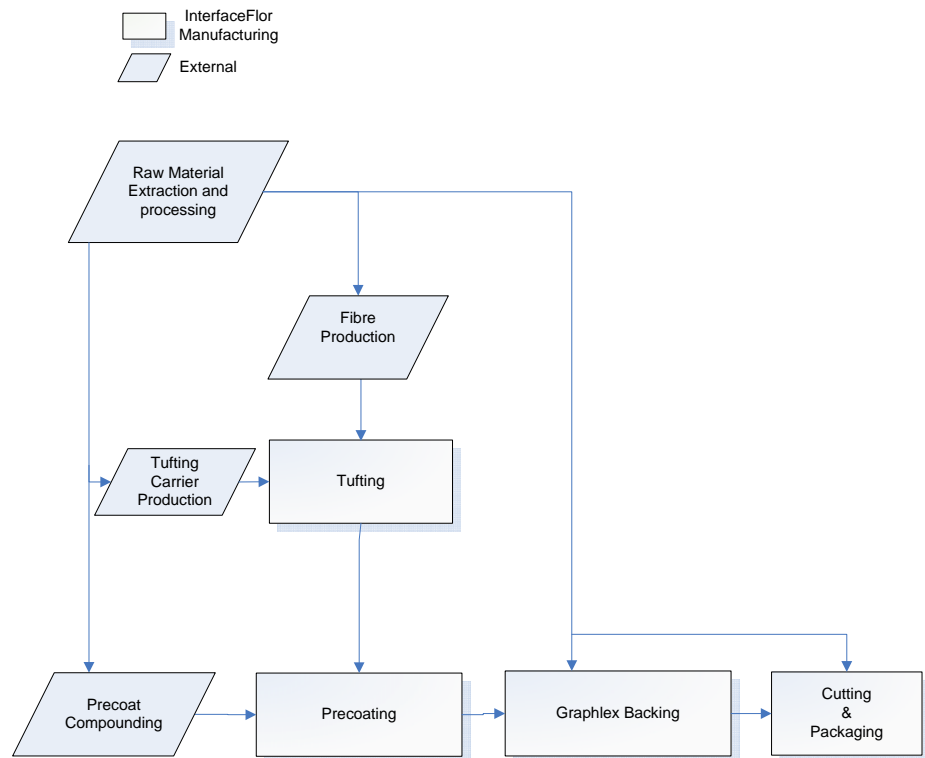 InterfaceFlor
Manufacturing
External
Raw Material
Extraction and
processing
Fibre
Production
Tufting
Carrier
Production
Tufting
Precoat
Compounding
Precoating
Graphlex Backing
Cutting
&
Packaging